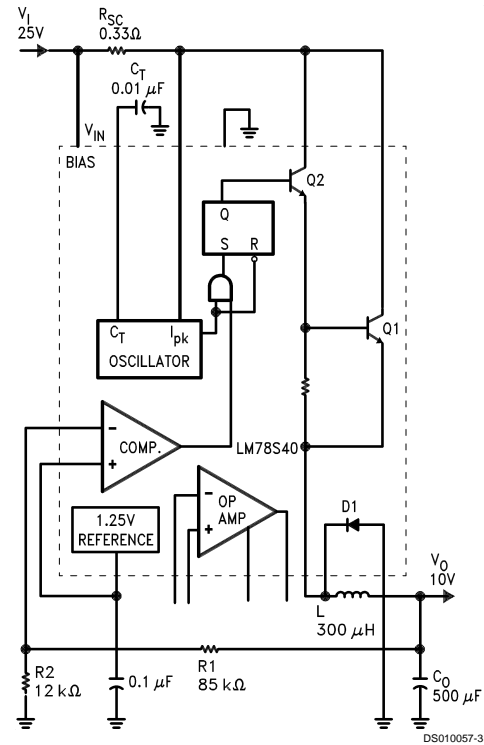 V_I
25V
R_SC
0.33Ω
C_T
0.01 μF
V_IN
BIAS
Q2
Q
S R
Q1
C_T I_pk
OSCILLATOR
−
COMP.
+
LM78S40
1.25V
REFERENCE
−
OP
AMP
+
D1
V_O
10V
L
300 μH
R2
12 kΩ
0.1 μF
R1
85 kΩ
C_O
500 μF
DS010057-3